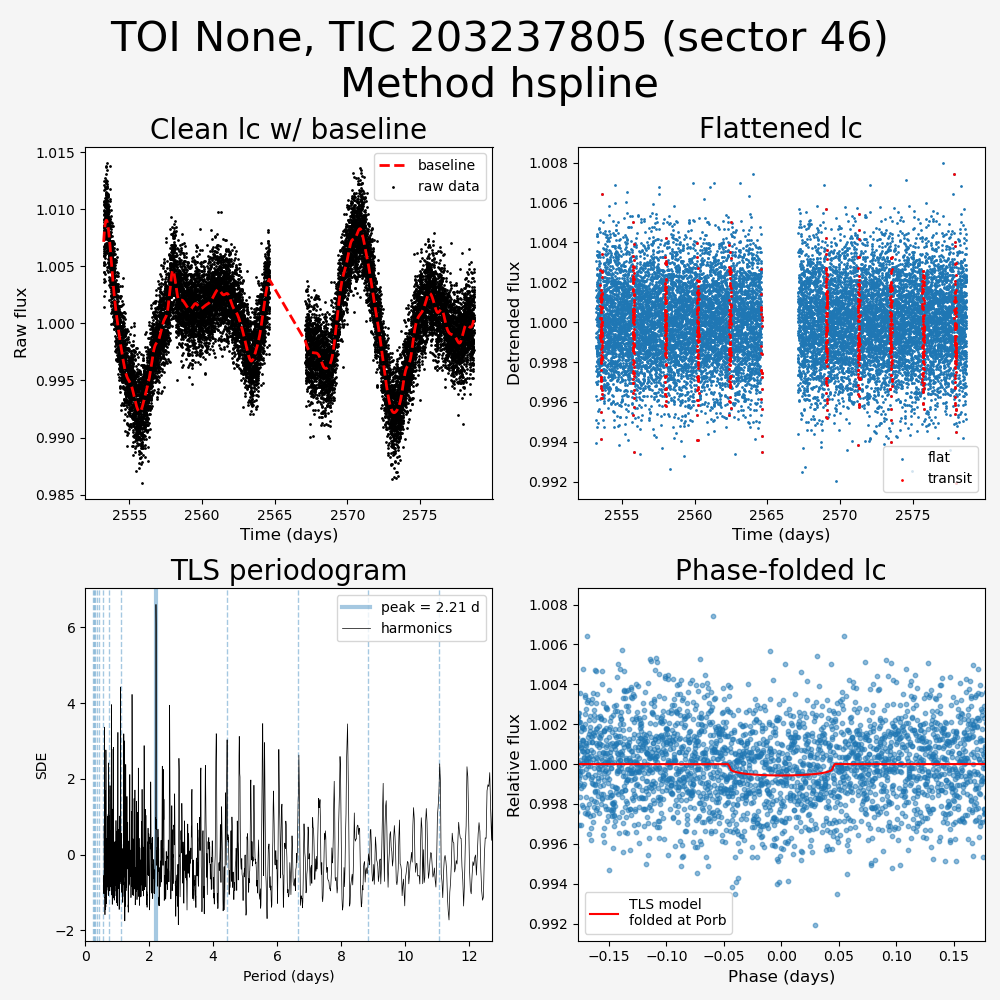 TOI None, TIC 203237805 (sector 46)
Method hspline
Clean lc w/ baseline
Flattened lc
1.015
1.010
1.005
1.000
0.995
0.990
0.985
Raw flux
baseline
raw data
2555
2560
2565
2570
2575
Time (days)
1.008
1.006
1.004
1.002
1.000
0.998
0.996
0.994
0.992
Detrended flux
flat
transit
2555
2560
2565
2570
2575
Time (days)
TLS periodogram
Phase-folded lc
6
4
2
0
−2
SDE
peak = 2.21 d
harmonics
0
2
4
6
8
10
12
Period (days)
1.008
1.006
1.004
1.002
1.000
0.998
0.996
0.994
0.992
Relative flux
TLS model
folded at Porb
−0.15
−0.10
−0.05
0.00
0.05
0.10
0.15
Phase (days)